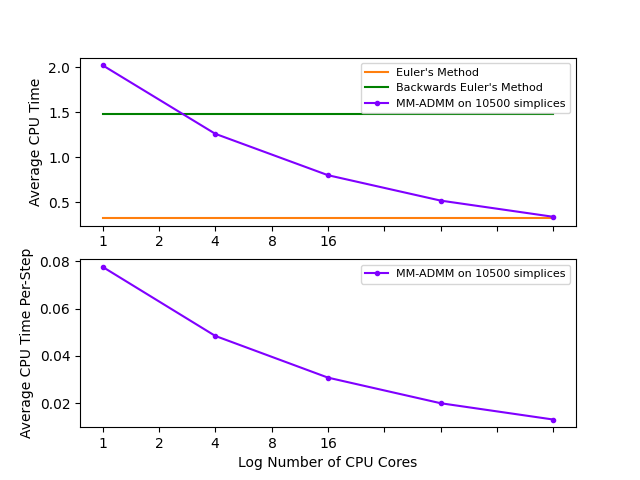 2.0
1.5
1.0
0.5
Average CPU Time
Euler's Method
Backwards Euler's Method
MM-ADMM on 10500 simplices
1 2 4 8 16
0.08
0.06
0.04
0.02
Average CPU Time Per-Step
MM-ADMM on 10500 simplices
1 2 4 8 16
Log Number of CPU Cores